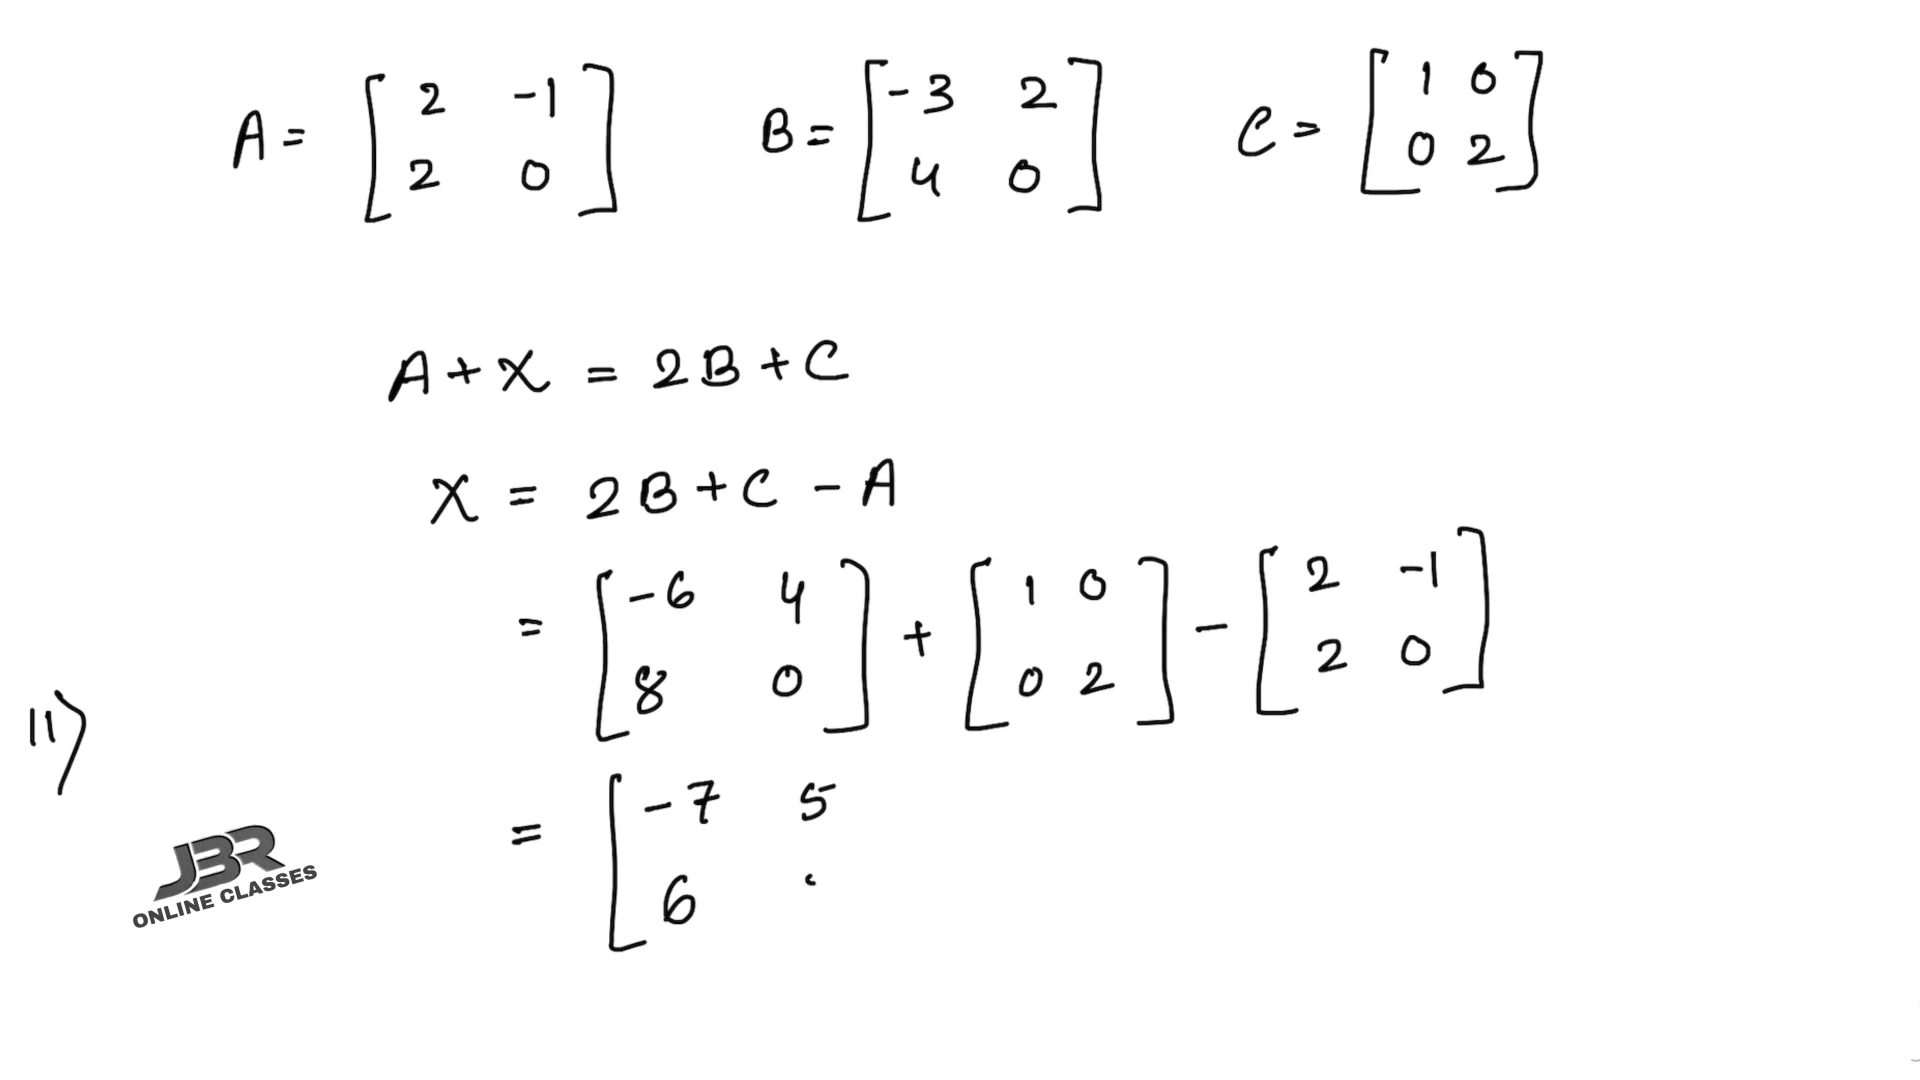 A = [ 2 -1 ] B = [ -3 2 ] C = [ 1 0 ]
[ 2 0 ] [ 4 0 ] [ 0 2 ]
A + X = 2B + C
X = 2B + C - A
= [ -6 4 ] + [ 1 0 ] - [ 2 -1 ]
[ 8 0 ] [ 0 2 ] [ 2 0 ]
11)
= [ -7 5
[ 6
JBR
ONLINE CLASSES